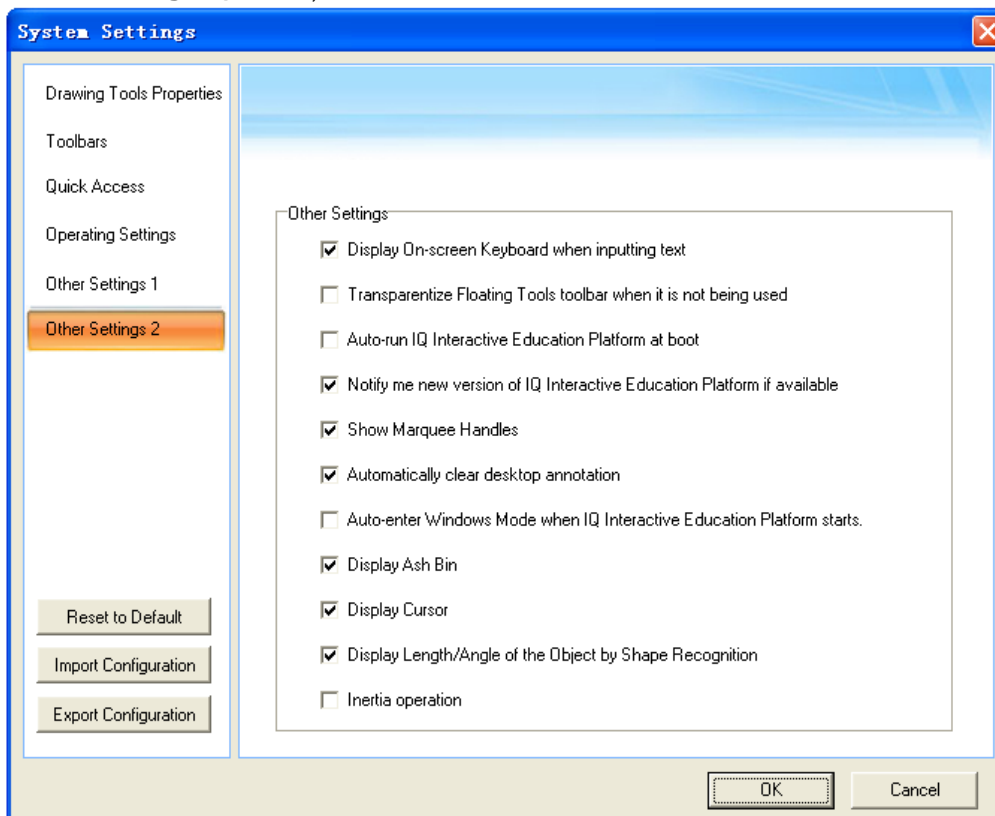 System Settings
Drawing Tools Properties
Toolbars
Quick Access
Operating Settings
Other Settings 1
Other Settings 2
Reset to Default
Import Configuration
Export Configuration
Other Settings
Display On-screen Keyboard when inputting text
Transparentize Floating Tools toolbar when it is not being used
Auto-run IQ Interactive Education Platform at boot
Notify me new version of IQ Interactive Education Platform if available
Show Marquee Handles
Automatically clear desktop annotation
Auto-enter Windows Mode when IQ Interactive Education Platform starts.
Display Ash Bin
Display Cursor
Display Length/Angle of the Object by Shape Recognition
Inertia operation
OK
Cancel